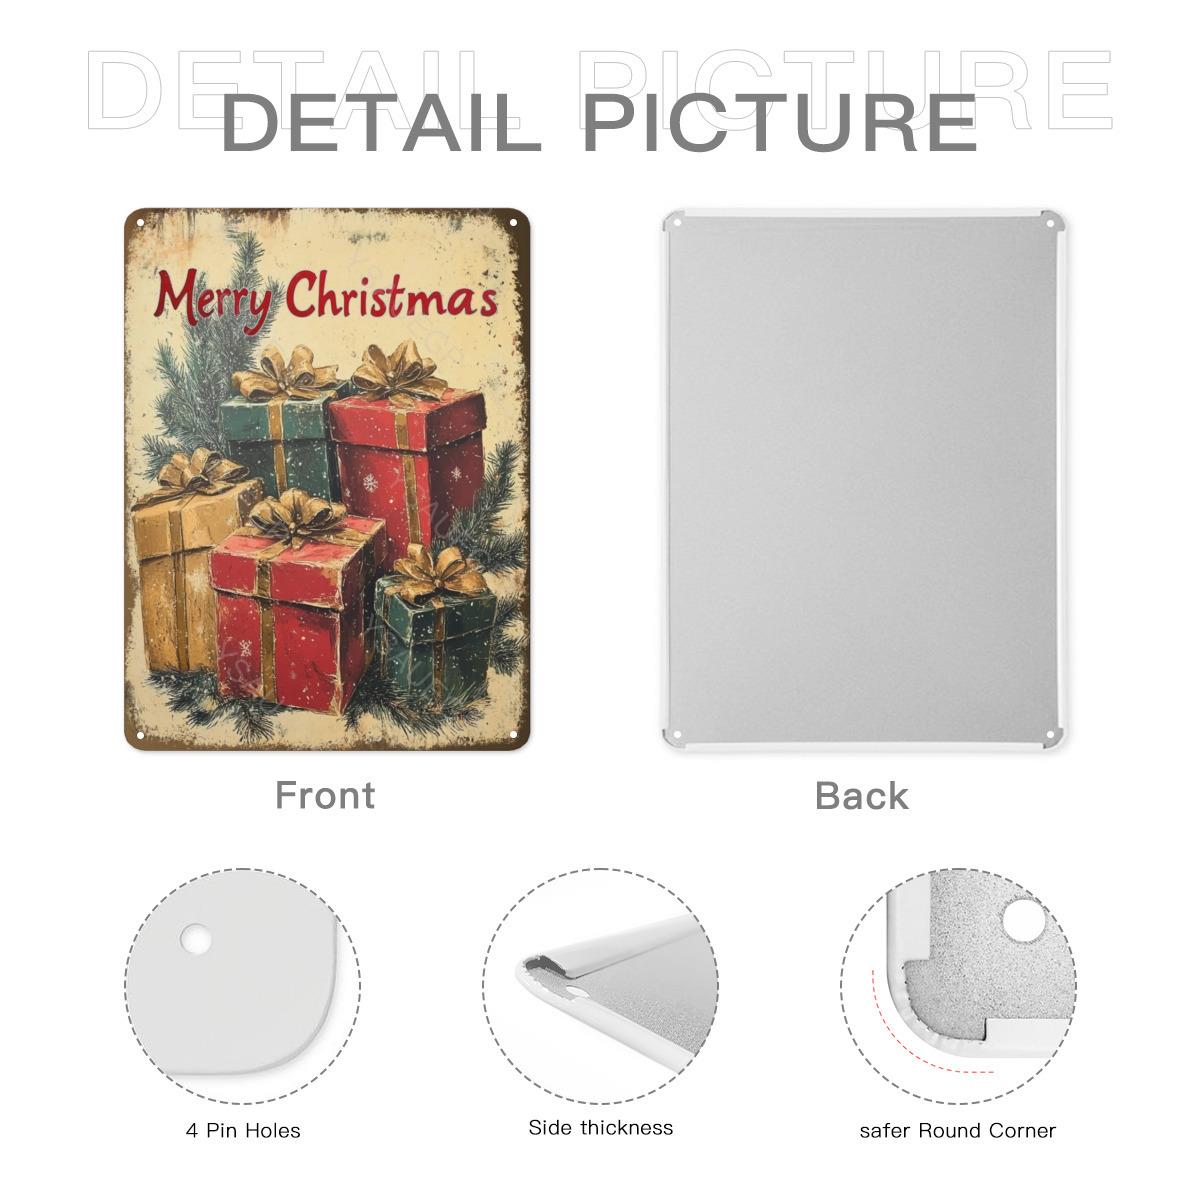 DETAIL PICTURE
DETAIL PICTURE
Merry Christmas
Front
Back
4 Pin Holes
Side thickness
safer Round Corner